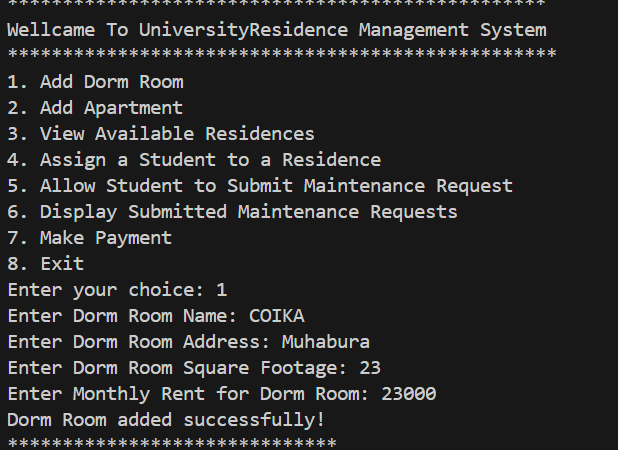 *************************************************
Wellcame To UniversityResidence Management System
**************************************************
1. Add Dorm Room
2. Add Apartment
3. View Available Residences
4. Assign a Student to a Residence
5. Allow Student to Submit Maintenance Request
6. Display Submitted Maintenance Requests
7. Make Payment
8. Exit
Enter your choice: 1
Enter Dorm Room Name: COIKA
Enter Dorm Room Address: Muhabura
Enter Dorm Room Square Footage: 23
Enter Monthly Rent for Dorm Room: 23000
Dorm Room added successfully!
******************************